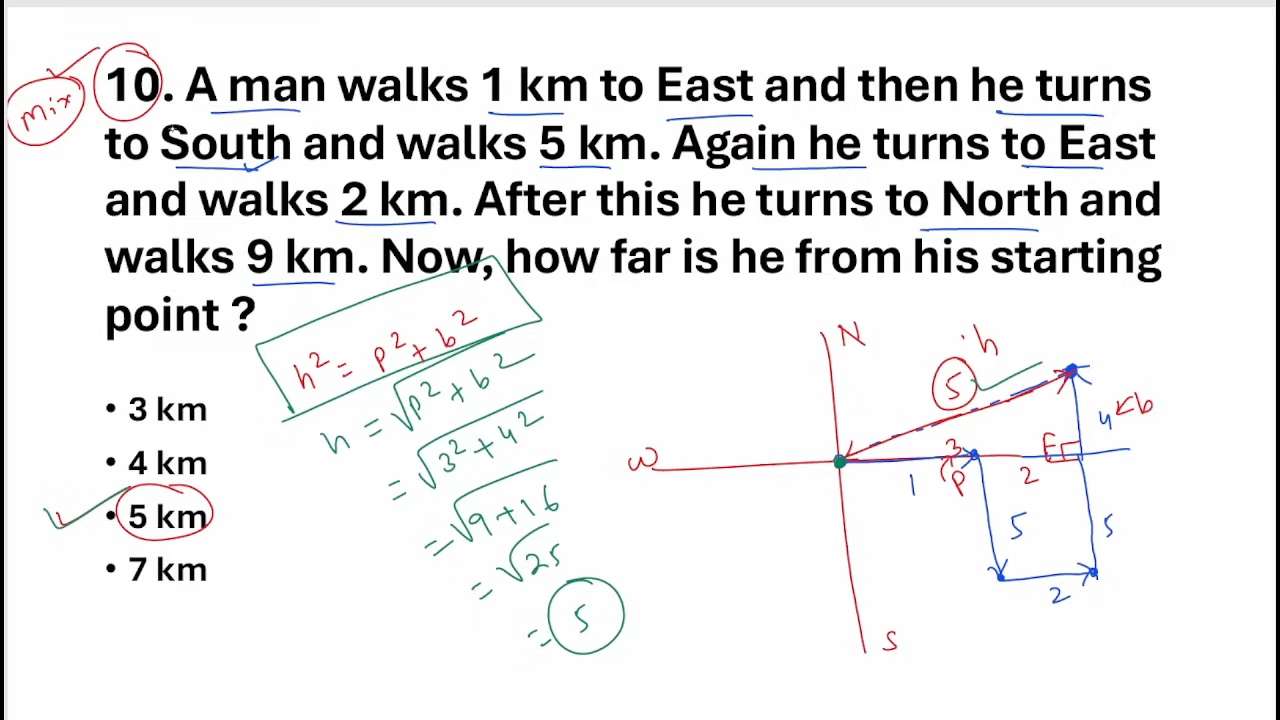 Mix
10. A man walks 1 km to East and then he turns
to South and walks 5 km. Again he turns to East
and walks 2 km. After this he turns to North and
walks 9 km. Now, how far is he from his starting
point ?
h² = p² + b²
h = √p² + b²
= √3² + 4²
= √9 + 16
= √25
= 5
• 3 km
• 4 km
• 5 km
• 7 km
N
h
5
4 b
W
3
E
1
P
2
5
5
2
S